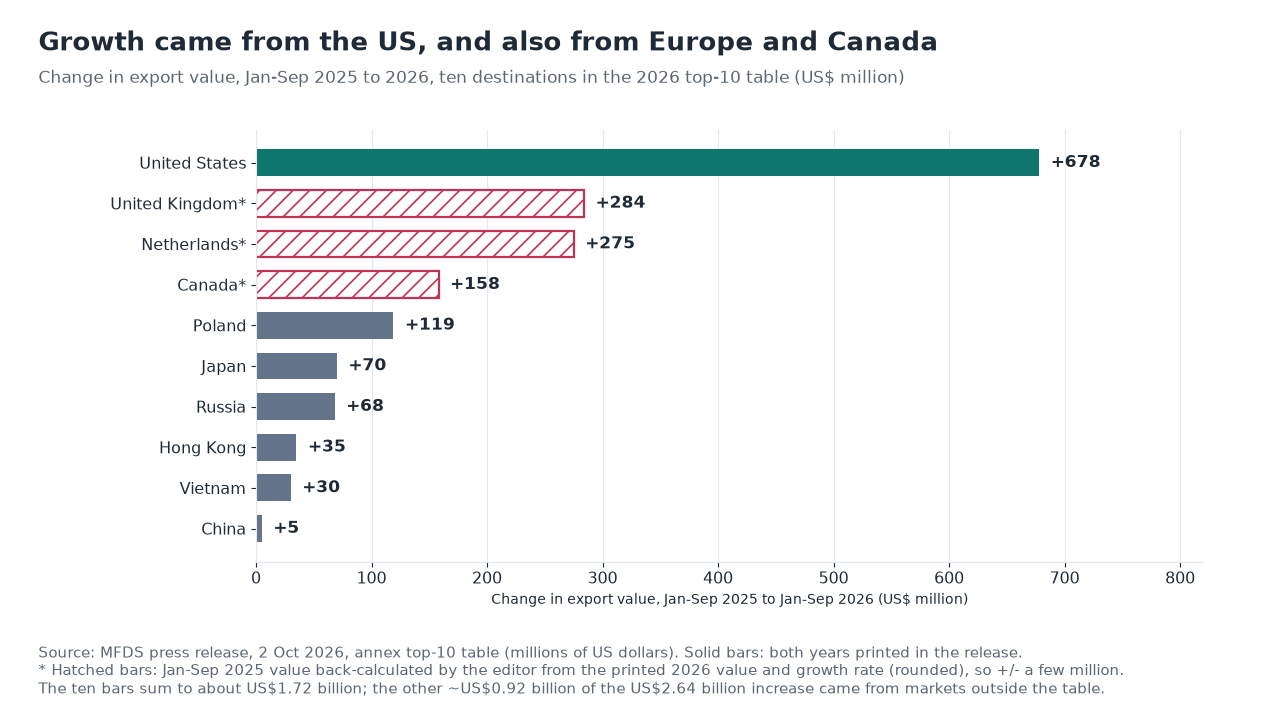 Growth came from the US, and also from Europe and Canada
Change in export value, Jan-Sep 2025 to 2026, ten destinations in the 2026 top-10 table (US$ million)
United States +678
United Kingdom* +284
Netherlands* +275
Canada* +158
Poland +119
Japan +70
Russia +68
Hong Kong +35
Vietnam +30
China +5
0 100 200 300 400 500 600 700 800
Change in export value, Jan-Sep 2025 to Jan-Sep 2026 (US$ million)
Source: MFDS press release, 2 Oct 2026, annex top-10 table (millions of US dollars). Solid bars: both years printed in the release.
* Hatched bars: Jan-Sep 2025 value back-calculated by the editor from the printed 2026 value and growth rate (rounded), so +/- a few million.
The ten bars sum to about US$1.72 billion; the other ~US$0.92 billion of the US$2.64 billion increase came from markets outside the table.